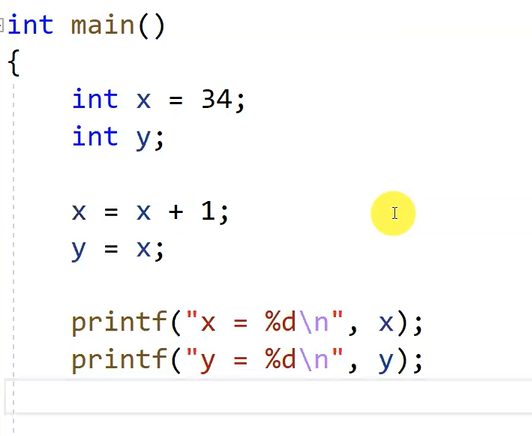 int main()
{
int x = 34;
int y;
x = x + 1;
y = x;
printf("x = %d\n", x);
printf("y = %d\n", y);